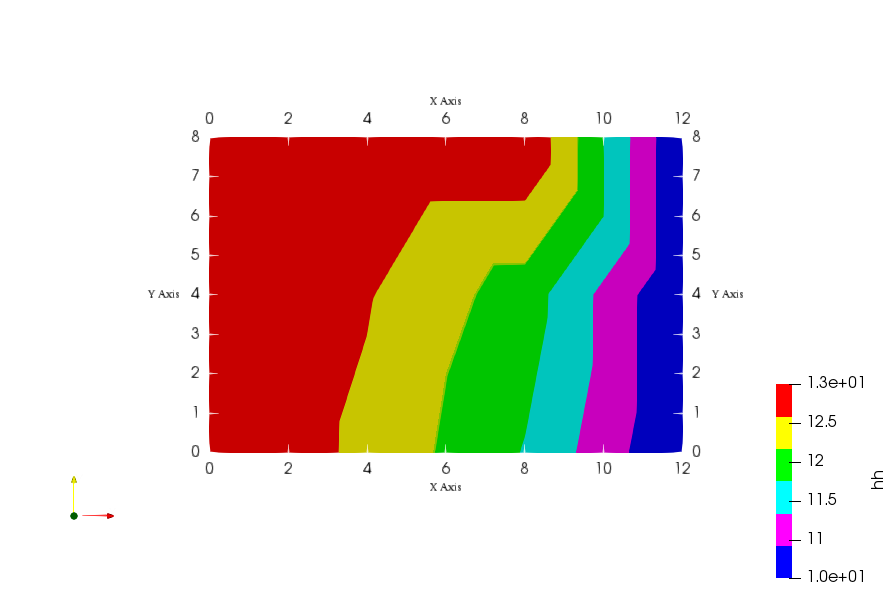 X Axis
0 2 4 6 8 10 12
8 8
7 7
6 6
5 5
Y Axis 4 4 Y Axis
3 3
2 2
1 1
0 0
0 2 4 6 8 10 12
X Axis
1.3e+01
12.5
12
11.5
11
1.0e+01
hh